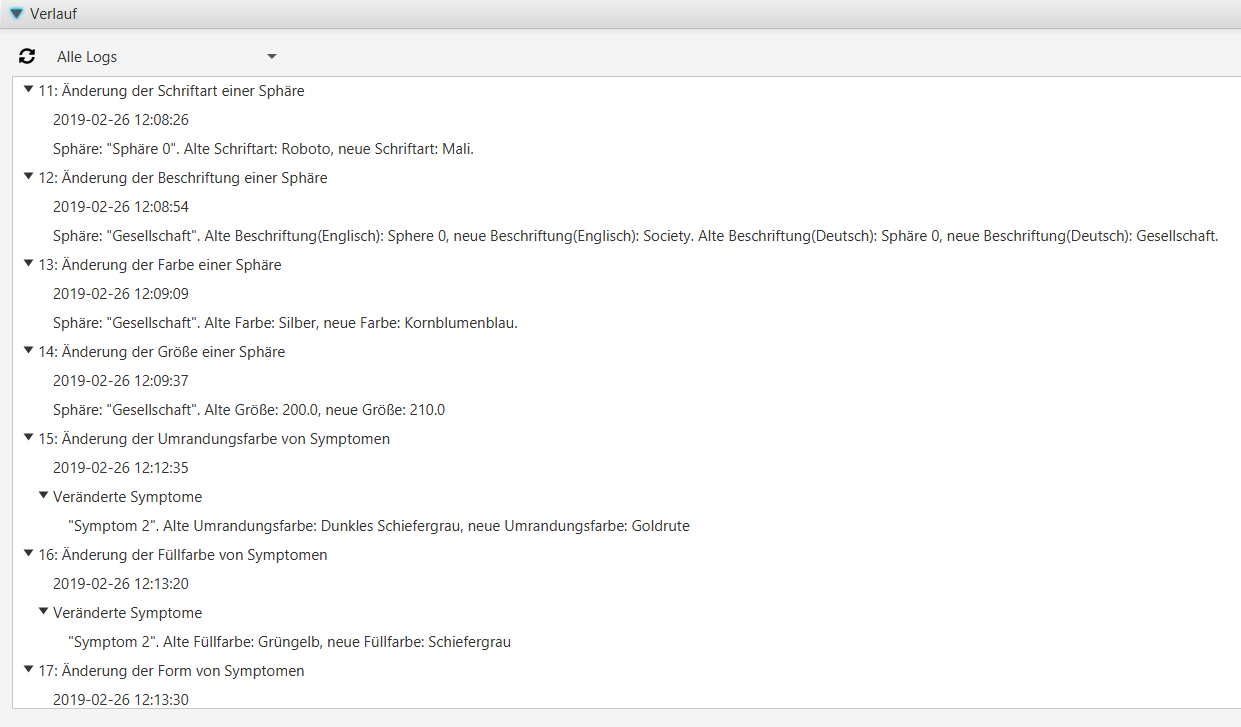 Verlauf
Alle Logs
11: Änderung der Schriftart einer Sphäre
2019-02-26 12:08:26
Sphäre: "Sphäre 0". Alte Schriftart: Roboto, neue Schriftart: Mali.
12: Änderung der Beschriftung einer Sphäre
2019-02-26 12:08:54
Sphäre: "Gesellschaft". Alte Beschriftung(Englisch): Sphere 0, neue Beschriftung(Englisch): Society. Alte Beschriftung(Deutsch): Sphäre 0, neue Beschriftung(Deutsch): Gesellschaft.
13: Änderung der Farbe einer Sphäre
2019-02-26 12:09:09
Sphäre: "Gesellschaft". Alte Farbe: Silber, neue Farbe: Kornblumenblau.
14: Änderung der Größe einer Sphäre
2019-02-26 12:09:37
Sphäre: "Gesellschaft". Alte Größe: 200.0, neue Größe: 210.0
15: Änderung der Umrandungsfarbe von Symptomen
2019-02-26 12:12:35
Veränderte Symptome
"Symptom 2". Alte Umrandungsfarbe: Dunkles Schiefergrau, neue Umrandungsfarbe: Goldrute
16: Änderung der Füllfarbe von Symptomen
2019-02-26 12:13:20
Veränderte Symptome
"Symptom 2". Alte Füllfarbe: Grüngelb, neue Füllfarbe: Schiefergrau
17: Änderung der Form von Symptomen
2019-02-26 12:13:30